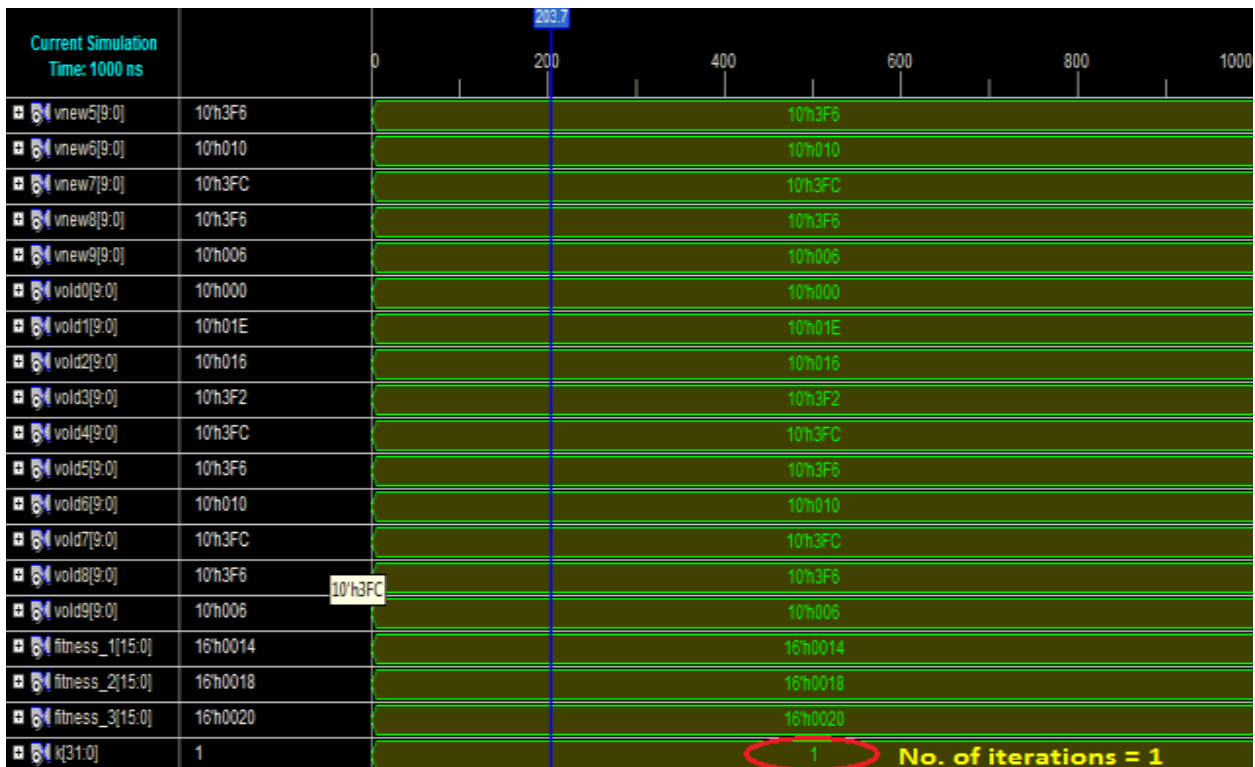 203.7
Current Simulation
Time: 1000 ns
0 200 400 600 800 1000
vnew5[9:0] 10'h3F6 10'h3F6
vnew6[9:0] 10'h010 10'h010
vnew7[9:0] 10'h3FC 10'h3FC
vnew8[9:0] 10'h3F6 10'h3F6
vnew9[9:0] 10'h006 10'h006
vold0[9:0] 10'h000 10'h000
vold1[9:0] 10'h01E 10'h01E
vold2[9:0] 10'h016 10'h016
vold3[9:0] 10'h3F2 10'h3F2
vold4[9:0] 10'h3FC 10'h3FC
vold5[9:0] 10'h3F6 10'h3F6
vold6[9:0] 10'h010 10'h010
vold7[9:0] 10'h3FC 10'h3FC
vold8[9:0] 10'h3F6 10'h3F6
10'h3FC
vold9[9:0] 10'h006 10'h006
fitness_1[15:0] 16'h0014 16'h0014
fitness_2[15:0] 16'h0018 16'h0018
fitness_3[15:0] 16'h0020 16'h0020
k[31:0] 1 1 No. of iterations = 1